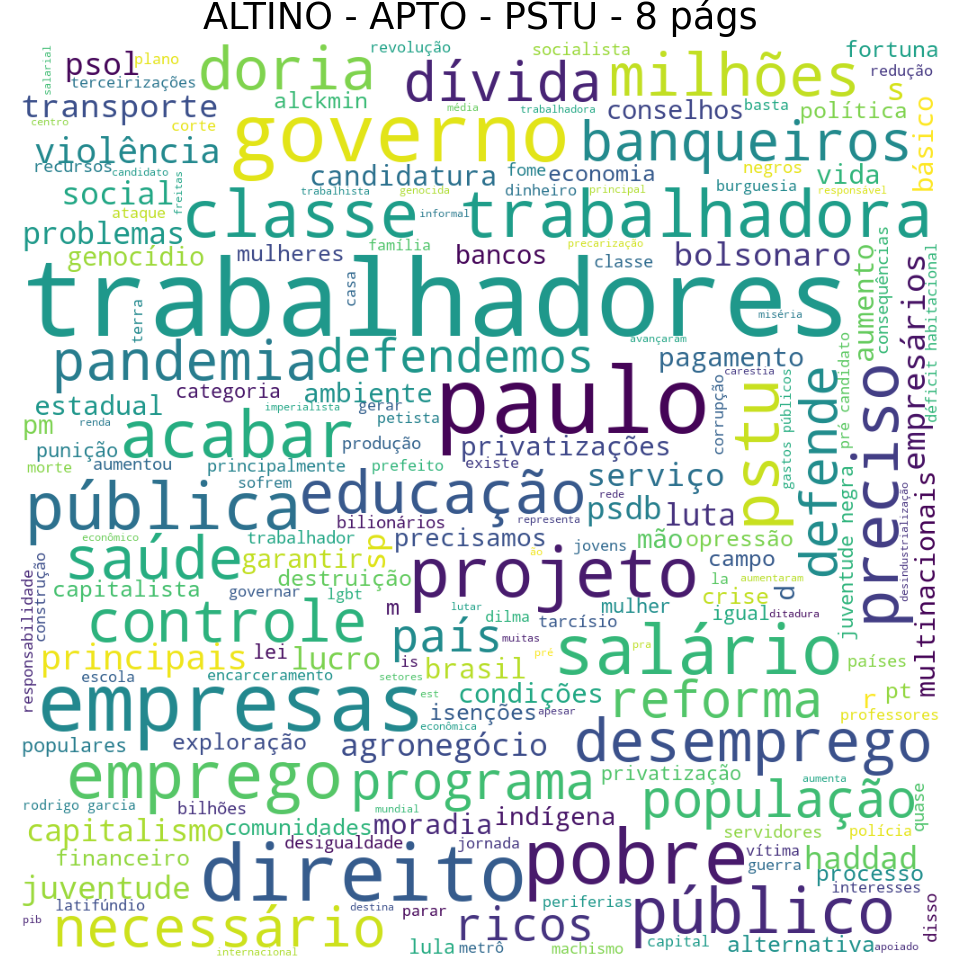 ALTINO - APTO - PSTU - 8 págs
salarial
psol
plano
terceirizações
doria
revolução
dívida
socialista
milhões
fortuna
redução
s
transporte
alckmin
média
trabalhadora
conselhos
basta
política
básico
centro
corte
governo
banqueiros
violência
recursos
candidato
freitas
candidatura
fome
economia
negros
vida
social
trabalhista
genocida
dinheiro
principal
burguesia
responsável
ataque
classe
informal
trabalhadora
problemas
genocídio
mulheres
família
bancos
precarização
classe
bolsonaro
aumento
consequências
déficit habitacional
empresários
trabalhadores
casa
terra
miséria
avançaram
pandemia
defendemos
pagamento
carestia
categoria
ambiente
paulo
corrupção
pstu
gastos públicos
defende
pré candidato
preciso
estadual
imperialista
gerar
petista
pm
renda
acabar
punição
produção
privatizações
morte
aumentou
principalmente
prefeito
existe
sofrem
serviço
pública
educação
rede
psdb
luta
bilionários
representa
juventude negra
multinacionais
desindustrialização
econômico
trabalhador
precisamos
mão
opressão
saúde
garantir
sp
ão
jovens
construção
responsabilidade
destruição
projeto
campo
la
aumentaram
capitalista
governar
lgbt
crise
d
controle
m
lutar
dilma
mulher
igual
ditadura
tarcísio
muitas
país
salário
principais
lei
lucro
is
pré
pra
países
escola
encarceramento
setores
brasil
empresas
est
condições
reforma
r
pt
isenções
apesar
professores
econômica
populares
exploração
agronegócio
desemprego
emprego
programa
privatização
aumenta
população
quase
rodrigo garcia
bilhões
mundial
capitalismo
comunidades
moradia
indígena
servidores
polícia
desigualdade
jornada
financeiro
direito
pobre
vítima
guerra
haddad
processo
juventude
interesses
latifúndio
destina
parar
periferias
público
disso
pib
necessário
ricos
internacional
lula
metrô
machismo
capital
alternativa
apoiado